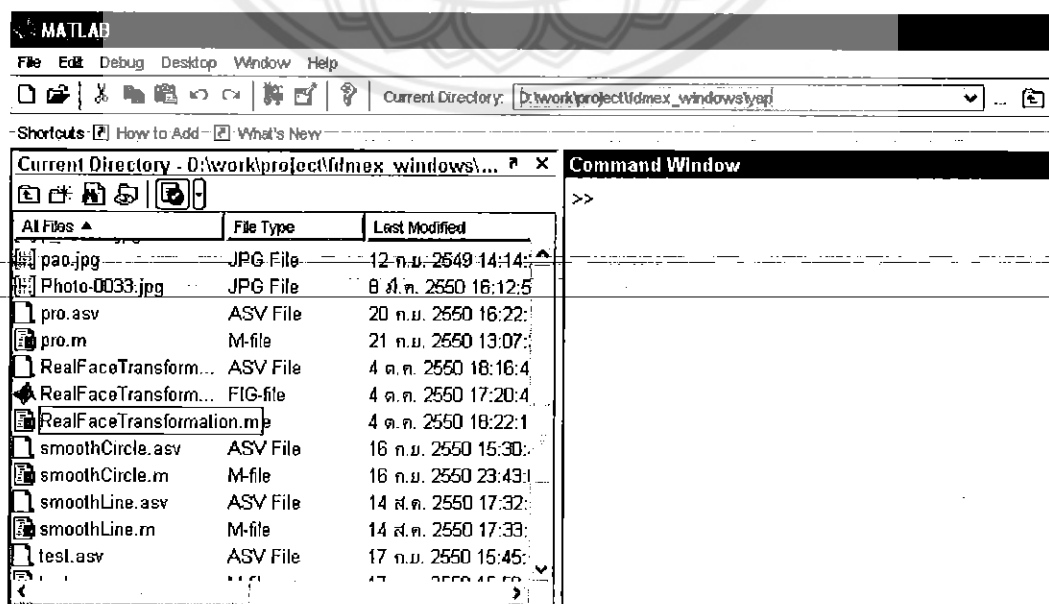 MATLAB
File Edit Debug Desktop Window Help
Current Directory: D:\work\project\fdmex_windows\yap
Shortcuts How to Add What's New
Current Directory - D:\work\project\fdmex_windows\...
Command Window
>>
All Files File Type Last Modified
pao.jpg JPG File 12 ก.ย. 2549 14:14:
Photo-0033.jpg JPG File 8 มี.ค. 2550 16:12:5
pro.asv ASV File 20 ก.ย. 2550 16:22:
pro.m M-file 21 ก.ย. 2550 13:07:
RealFaceTransform... ASV File 4 ต.ค. 2550 18:16:4
RealFaceTransform... FIG-file 4 ต.ค. 2550 17:20:4
RealFaceTransformation.m e 4 ต.ค. 2550 18:22:1
smoothCircle.asv ASV File 16 ก.ย. 2550 15:30:
smoothCircle.m M-file 16 ก.ย. 2550 23:43:
smoothLine.asv ASV File 14 ส.ค. 2550 17:32:
smoothLine.m M-file 14 ส.ค. 2550 17:33:
test.asv ASV File 17 ก.ย. 2550 15:45: